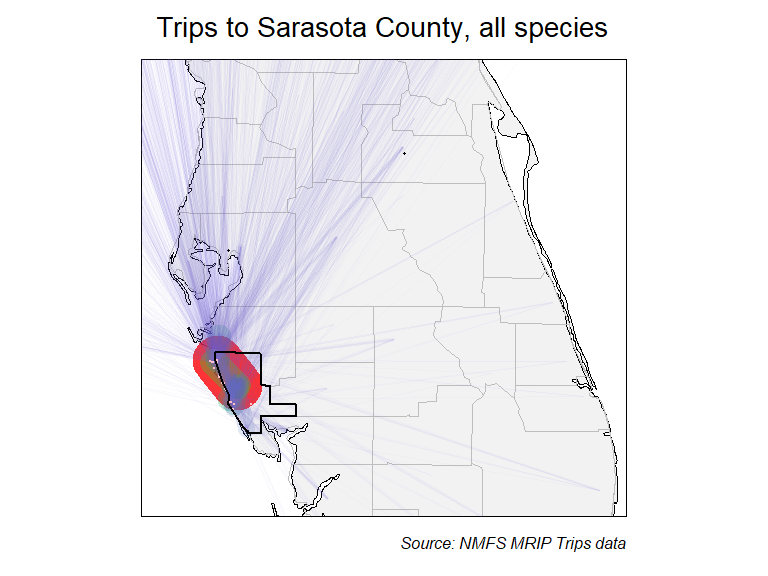 Trips to Sarasota County, all species
Source: NMFS MRIP Trips data